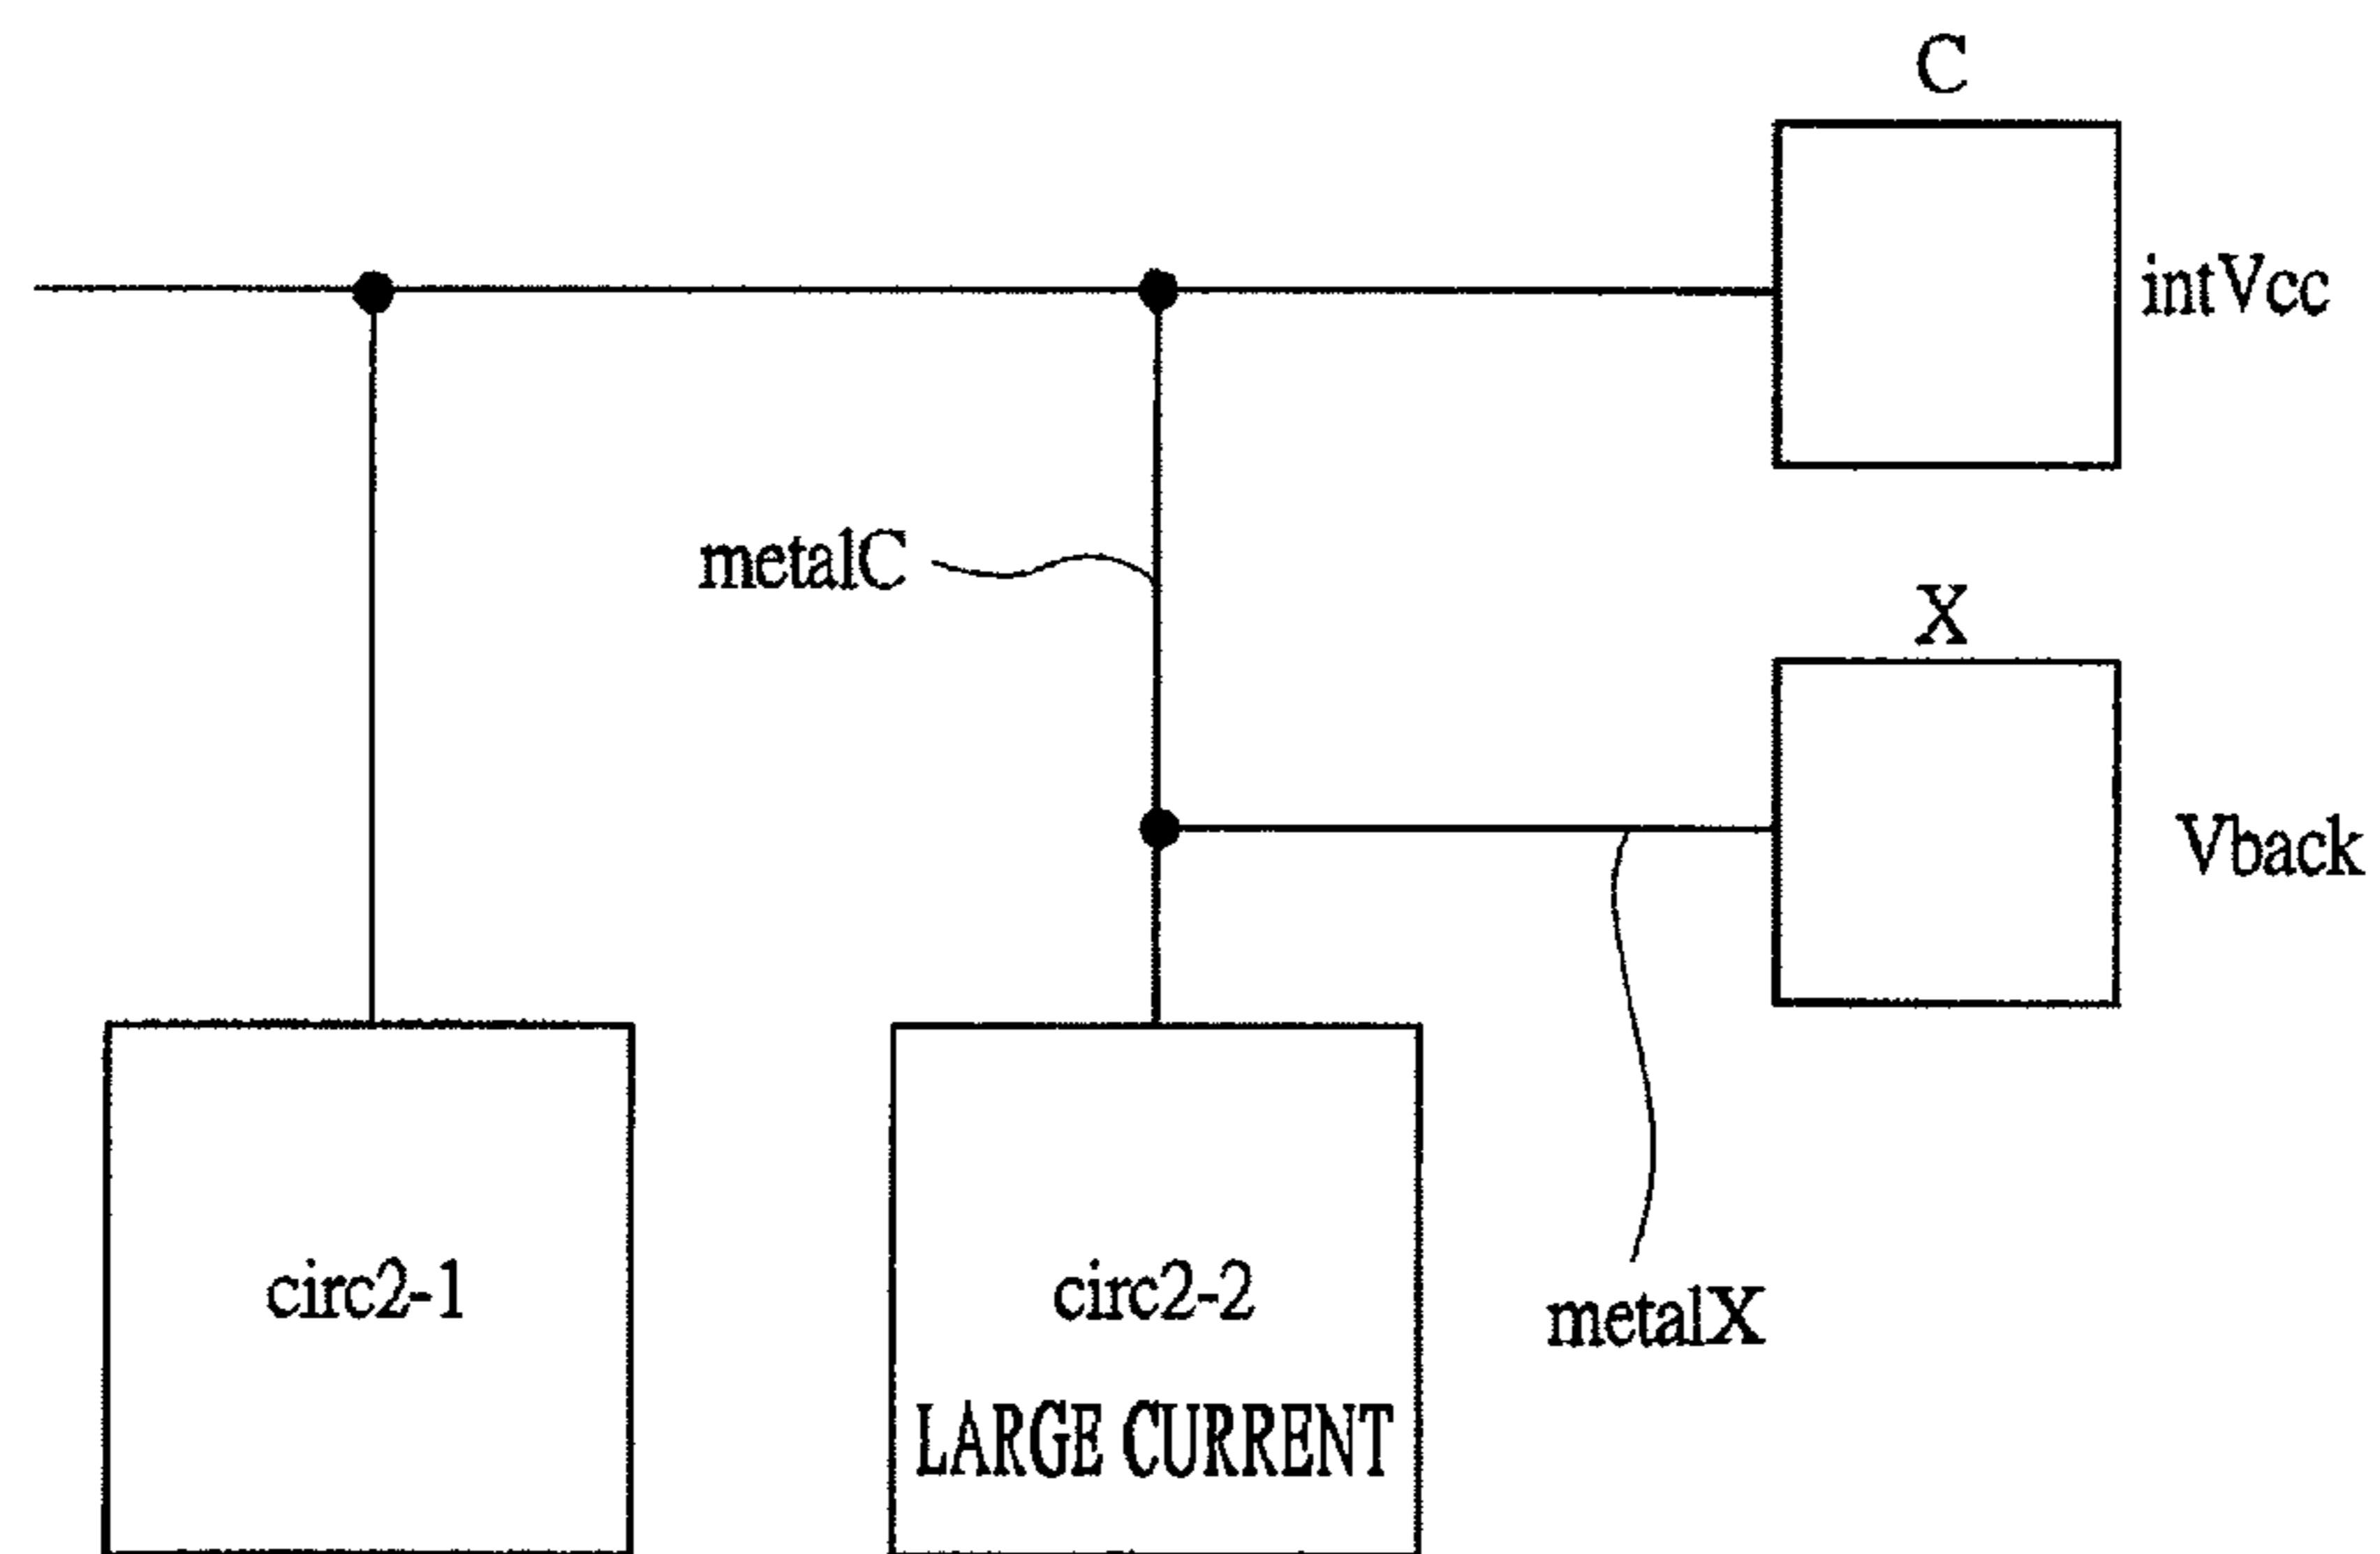 C
intVcc
metalC
X
Vback
circ2-1
circ2-2
LARGE CURRENT
metalX